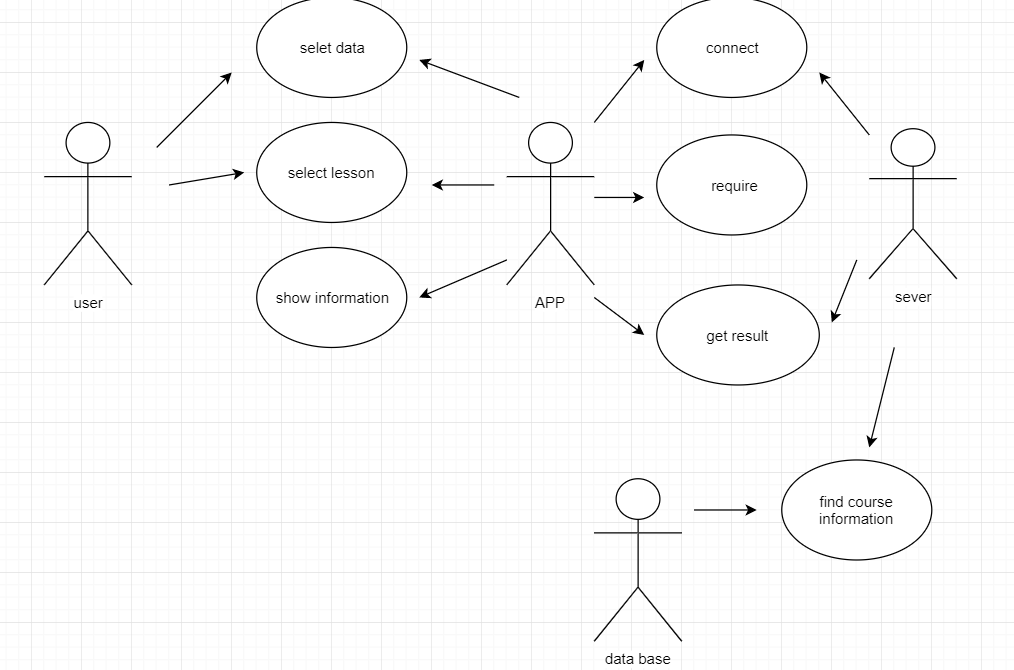 selet data
connect
select lesson
require
show information
user
APP
sever
get result
find course
information
data base